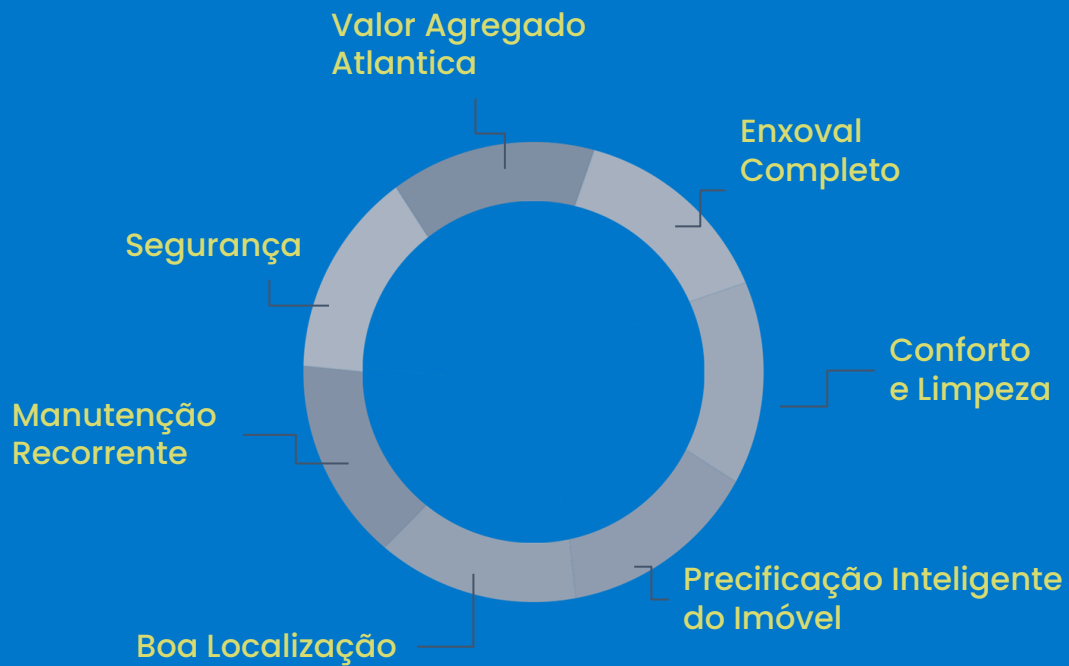 Valor Agregado
Atlantica
Enxoval
Completo
Segurança
Conforto
e Limpeza
Manutenção
Recorrente
Precificação Inteligente
do Imóvel
Boa Localização